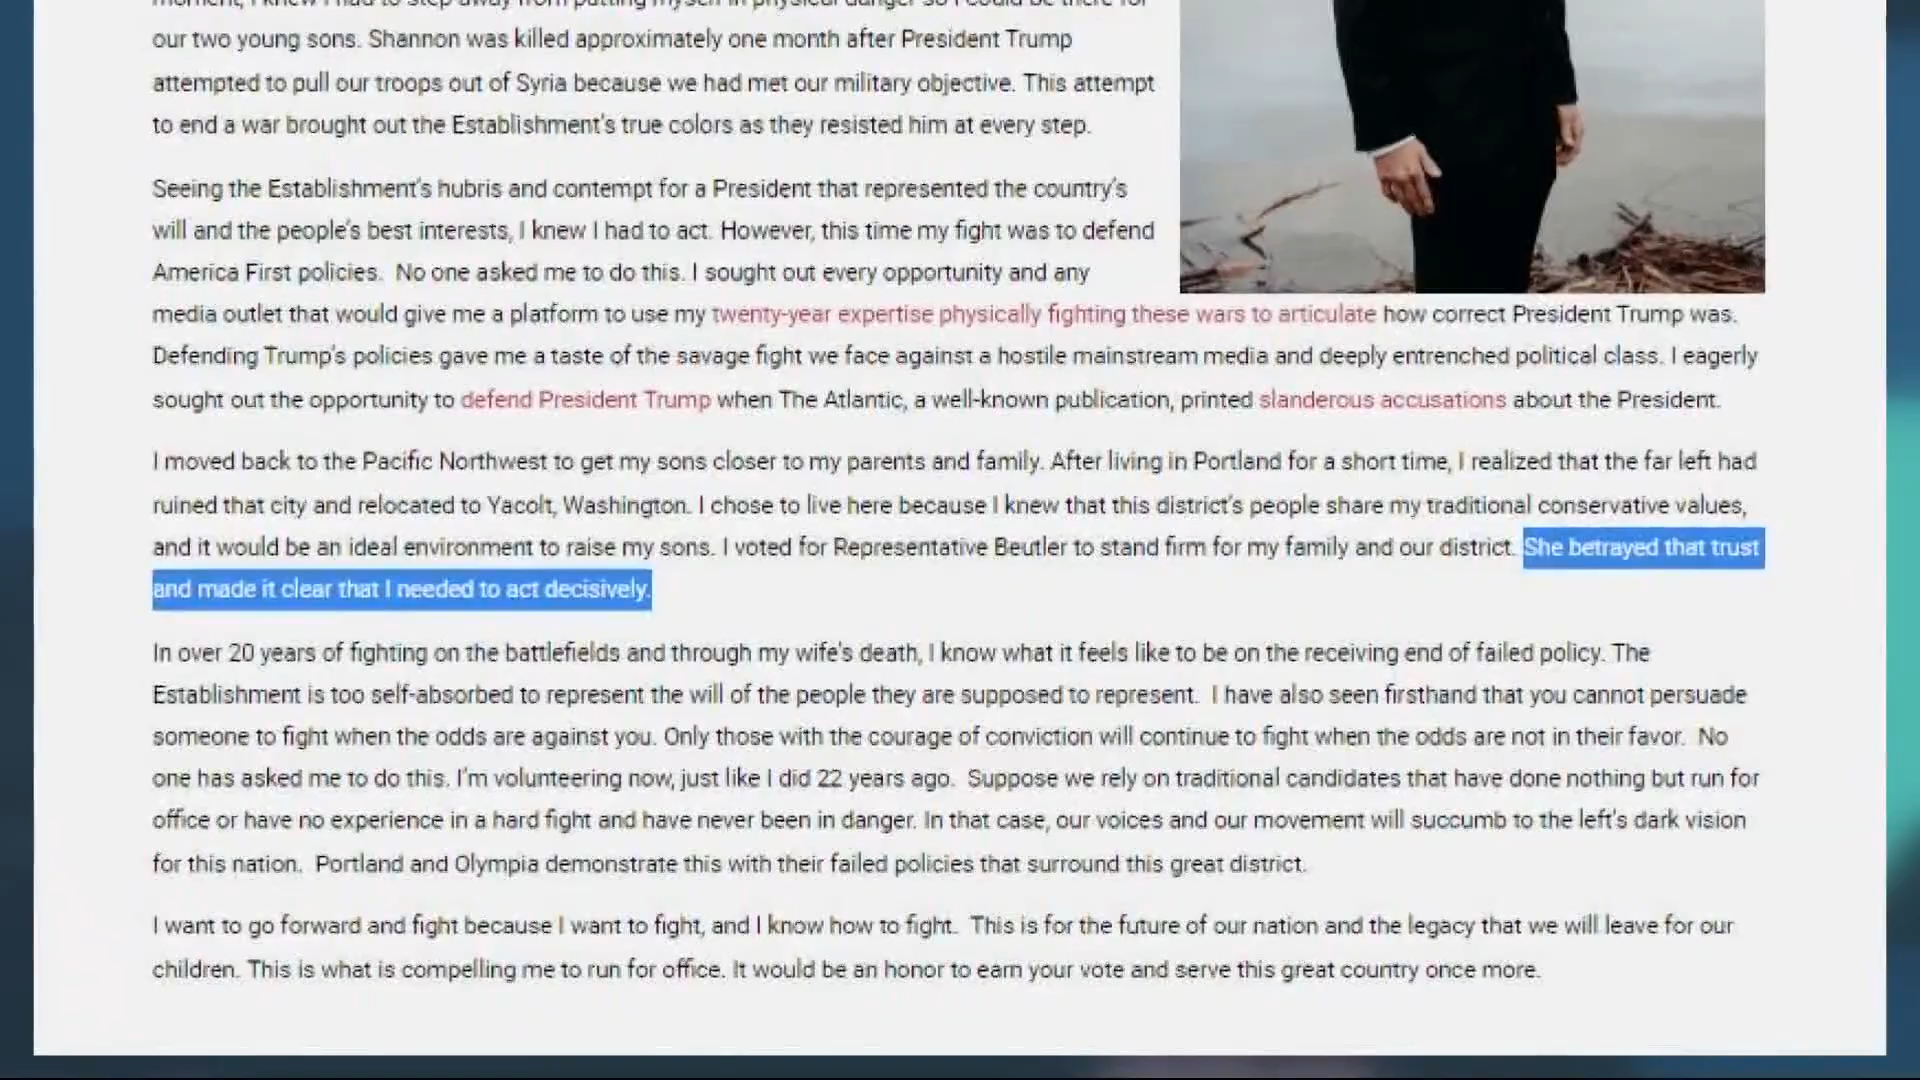 moment, I knew I had to step away from putting myself in physical danger so I could be there for
our two young sons. Shannon was killed approximately one month after President Trump
attempted to pull our troops out of Syria because we had met our military objective. This attempt
to end a war brought out the Establishment's true colors as they resisted him at every step.
Seeing the Establishment's hubris and contempt for a President that represented the country's
will and the people's best interests, I knew I had to act. However, this time my fight was to defend
America First policies. No one asked me to do this. I sought out every opportunity and any
media outlet that would give me a platform to use my twenty-year expertise physically fighting these wars to articulate how correct President Trump was.
Defending Trump's policies gave me a taste of the savage fight we face against a hostile mainstream media and deeply entrenched political class. I eagerly
sought out the opportunity to defend President Trump when The Atlantic, a well-known publication, printed slanderous accusations about the President.
I moved back to the Pacific Northwest to get my sons closer to my parents and family. After living in Portland for a short time, I realized that the far left had
ruined that city and relocated to Yacolt, Washington. I chose to live here because I knew that this district's people share my traditional conservative values,
and it would be an ideal environment to raise my sons. I voted for Representative Beutler to stand firm for my family and our district. She betrayed that trust
and made it clear that I needed to act decisively.
In over 20 years of fighting on the battlefields and through my wife's death, I know what it feels like to be on the receiving end of failed policy. The
Establishment is too self-absorbed to represent the will of the people they are supposed to represent. I have also seen firsthand that you cannot persuade
someone to fight when the odds are against you. Only those with the courage of conviction will continue to fight when the odds are not in their favor. No
one has asked me to do this. I'm volunteering now, just like I did 22 years ago. Suppose we rely on traditional candidates that have done nothing but run for
office or have no experience in a hard fight and have never been in danger. In that case, our voices and our movement will succumb to the left's dark vision
for this nation. Portland and Olympia demonstrate this with their failed policies that surround this great district.
I want to go forward and fight because I want to fight, and I know how to fight. This is for the future of our nation and the legacy that we will leave for our
children. This is what is compelling me to run for office. It would be an honor to earn your vote and serve this great country once more.